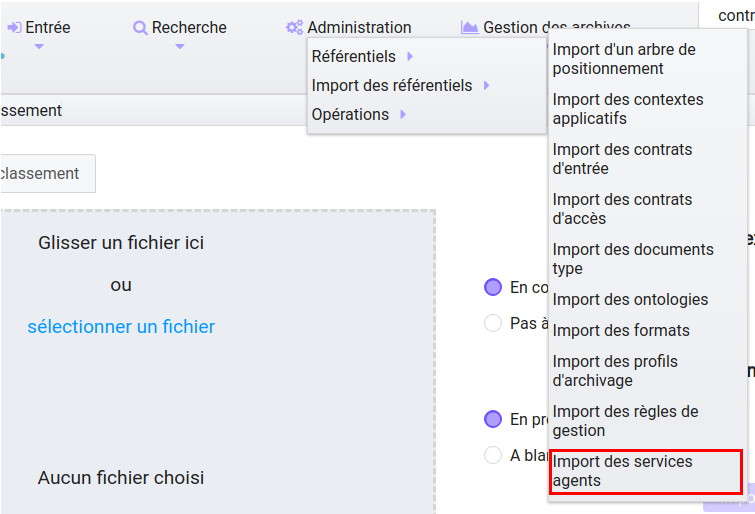 Entrée
Recherche
Administration
Gestion des archives
contr
Référentiels
Import des référentiels
Opérations
Import d'un arbre de
positionnement
Import des contextes
applicatifs
Import des contrats
d'entrée
Import des contrats
d'accès
Import des documents
type
Import des ontologies
Import des formats
Import des profils
d'archivage
Import des règles de
gestion
Import des services
agents
ssement
classement
Glisser un fichier ici
ou
sélectionner un fichier
Aucun fichier choisi
En co
Pas à
En pr
A bla